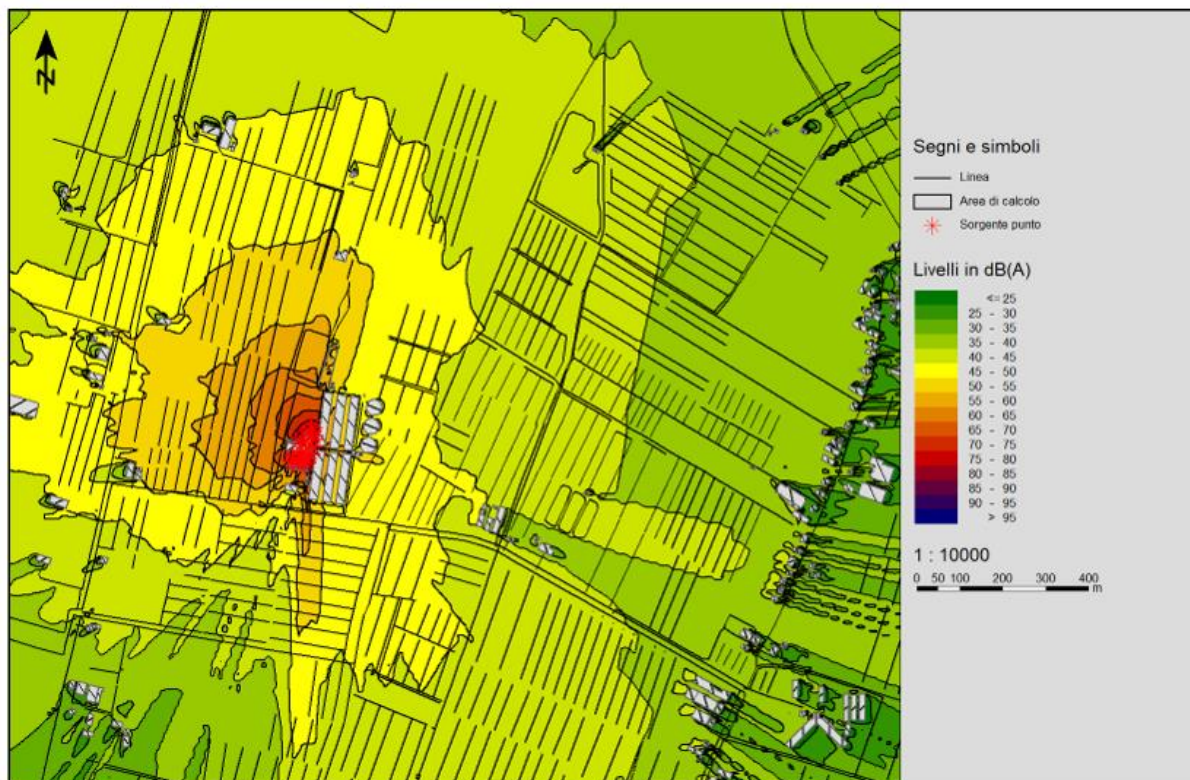 N
Segni e simboli
Linea
Area di calcolo
Sorgente punto
Livelli in dB(A)
<= 25
25 - 30
30 - 35
35 - 40
40 - 45
45 - 50
50 - 55
55 - 60
60 - 65
65 - 70
70 - 75
75 - 80
80 - 85
85 - 90
90 - 95
> 95
1 : 10000
0 50 100 200 300 400
m